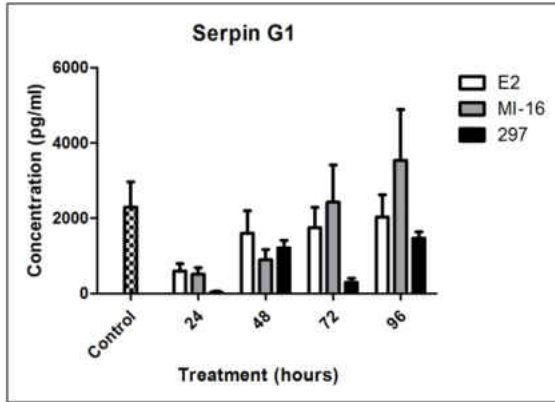 Serpin G1
Concentration (pg/ml)
6000
4000
2000
0
E2
MI-16
297
Control
24
48
72
96
Treatment (hours)